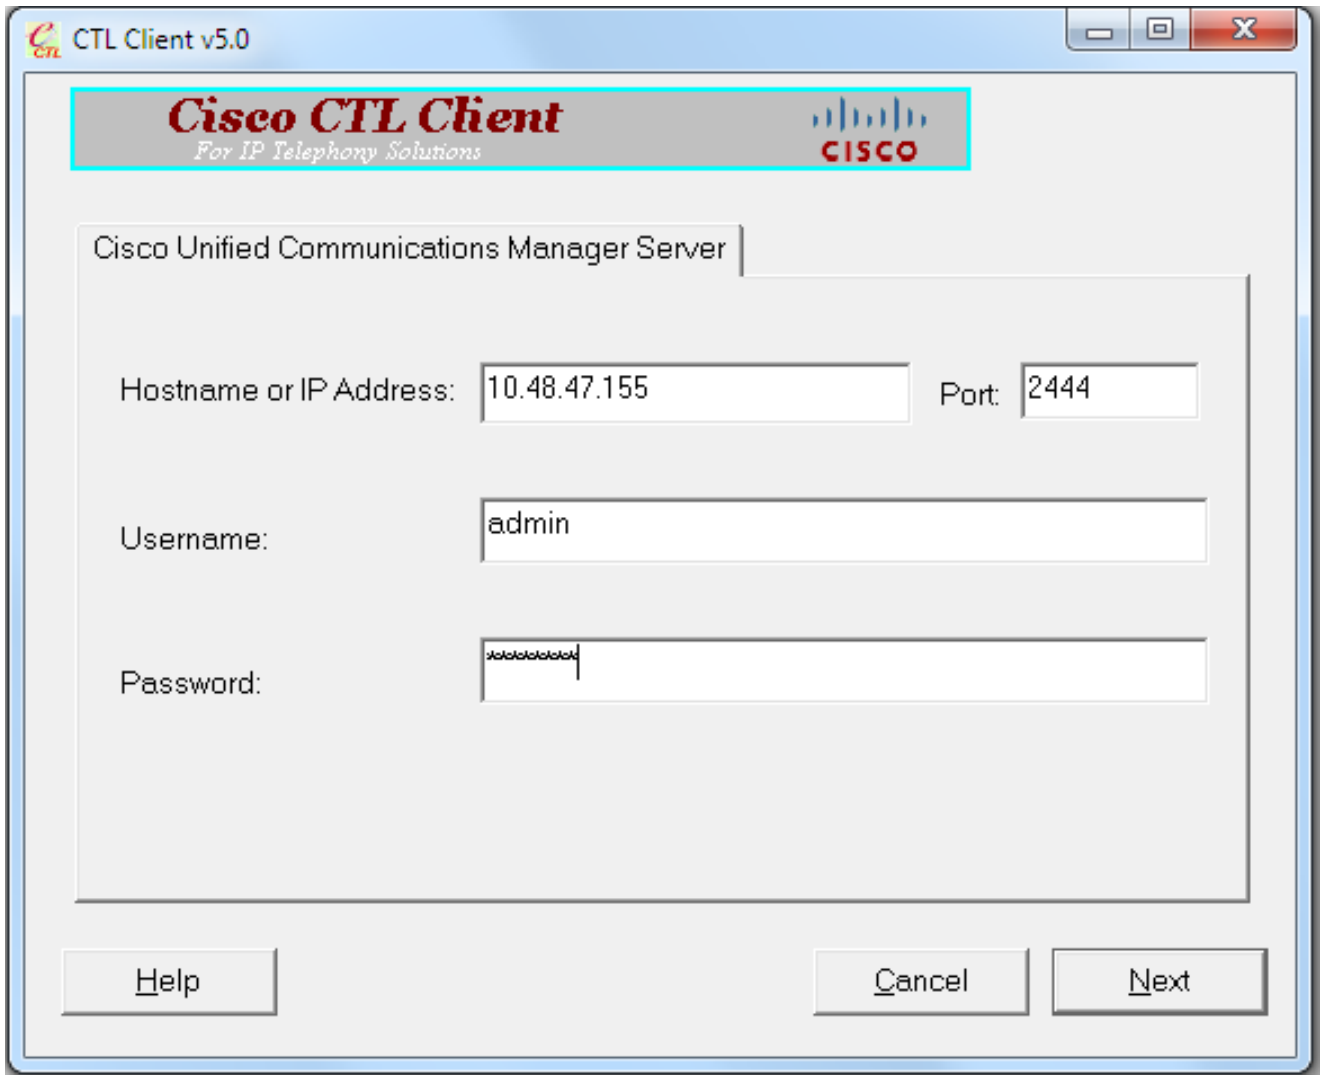 CTL Client v5.0
Cisco CTL Client
For IP Telephony Solutions
CISCO
Cisco Unified Communications Manager Server
Hostname or IP Address: 10.48.47.155 Port: 2444
Username: admin
Password: **********
Help Cancel Next